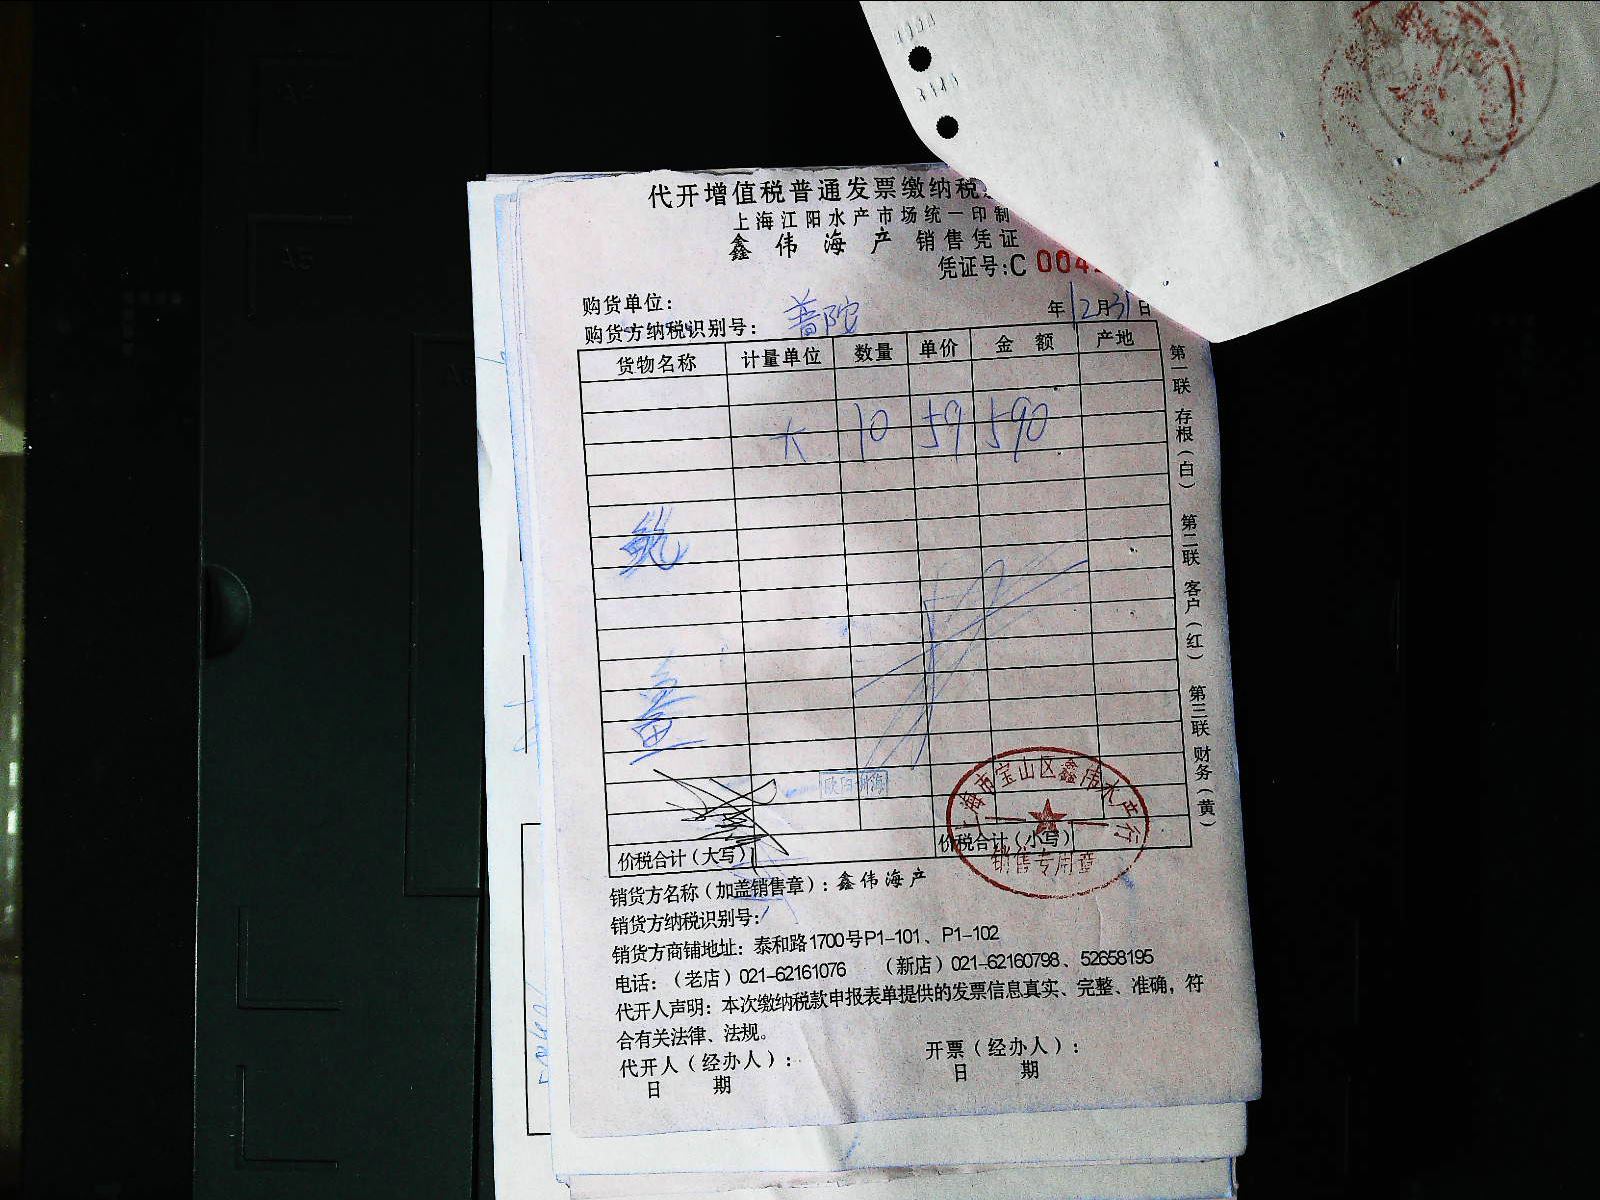 代开增值税普通发票缴纳税
上海江阳水产市场统一印制
鑫伟海产 销售凭证
凭证号:C 004
购货单位:
购货方纳税识别号: 普陀
年12月31日
货物名称 计量单位 数量 单价 金额 产地
大 10 59 590
价税合计(大写) 价税合计(小写)
上海市宝山区鑫伟水产行
销售专用章
第一联 存根(白) 第二联 客户(红) 第三联 财务(黄)
销货方名称(加盖销售章):鑫伟海产
销货方纳税识别号:
销货方商铺地址: 泰和路1700号P1-101、P1-102
电话:(老店)021-62161076 (新店)021-62160798、52658195
代开人声明: 本次缴纳税款申报表单提供的发票信息真实、完整、准确,符
合有关法律、法规。
代开人(经办人): 开票(经办人):
日 期 日 期